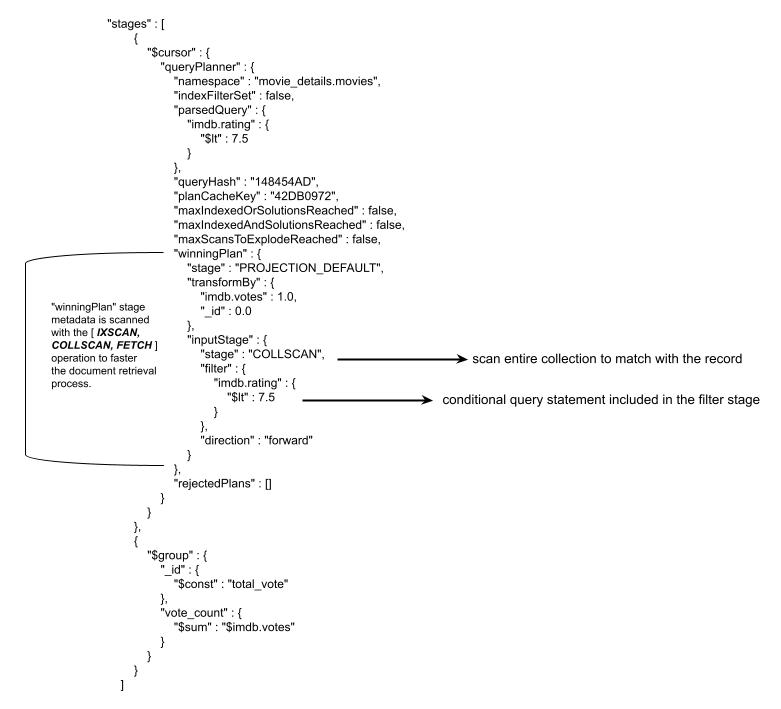 "stages" : [
{
"$cursor" : {
"queryPlanner" : {
"namespace" : "movie_details.movies",
"indexFilterSet" : false,
"parsedQuery" : {
"imdb.rating" : {
"$lt" : 7.5
}
},
"queryHash" : "148454AD",
"planCacheKey" : "42DB0972",
"maxIndexedOrSolutionsReached" : false,
"maxIndexedAndSolutionsReached" : false,
"maxScansToExplodeReached" : false,
"winningPlan" : {
"stage" : "PROJECTION_DEFAULT",
"transformBy" : {
"imdb.votes" : 1.0,
"_id" : 0.0
},
"inputStage" : {
"stage" : "COLLSCAN",
"filter" : {
"imdb.rating" : {
"$lt" : 7.5
}
},
"direction" : "forward"
}
},
"rejectedPlans" : []
}
}
},
{
"$group" : {
"_id" : {
"$const" : "total_vote"
},
"vote_count" : {
"$sum" : "$imdb.votes"
}
}
}
]
"winningPlan" stage
metadata is scanned
with the [ IXSCAN,
COLLSCAN, FETCH ]
operation to faster
the document retrieval
process.
scan entire collection to match with the record
conditional query statement included in the filter stage